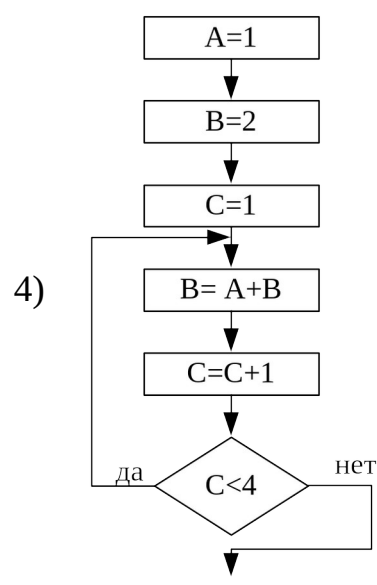 A=1
B=2
C=1
4)
B= A+B
C=C+1
да
нет
C<4